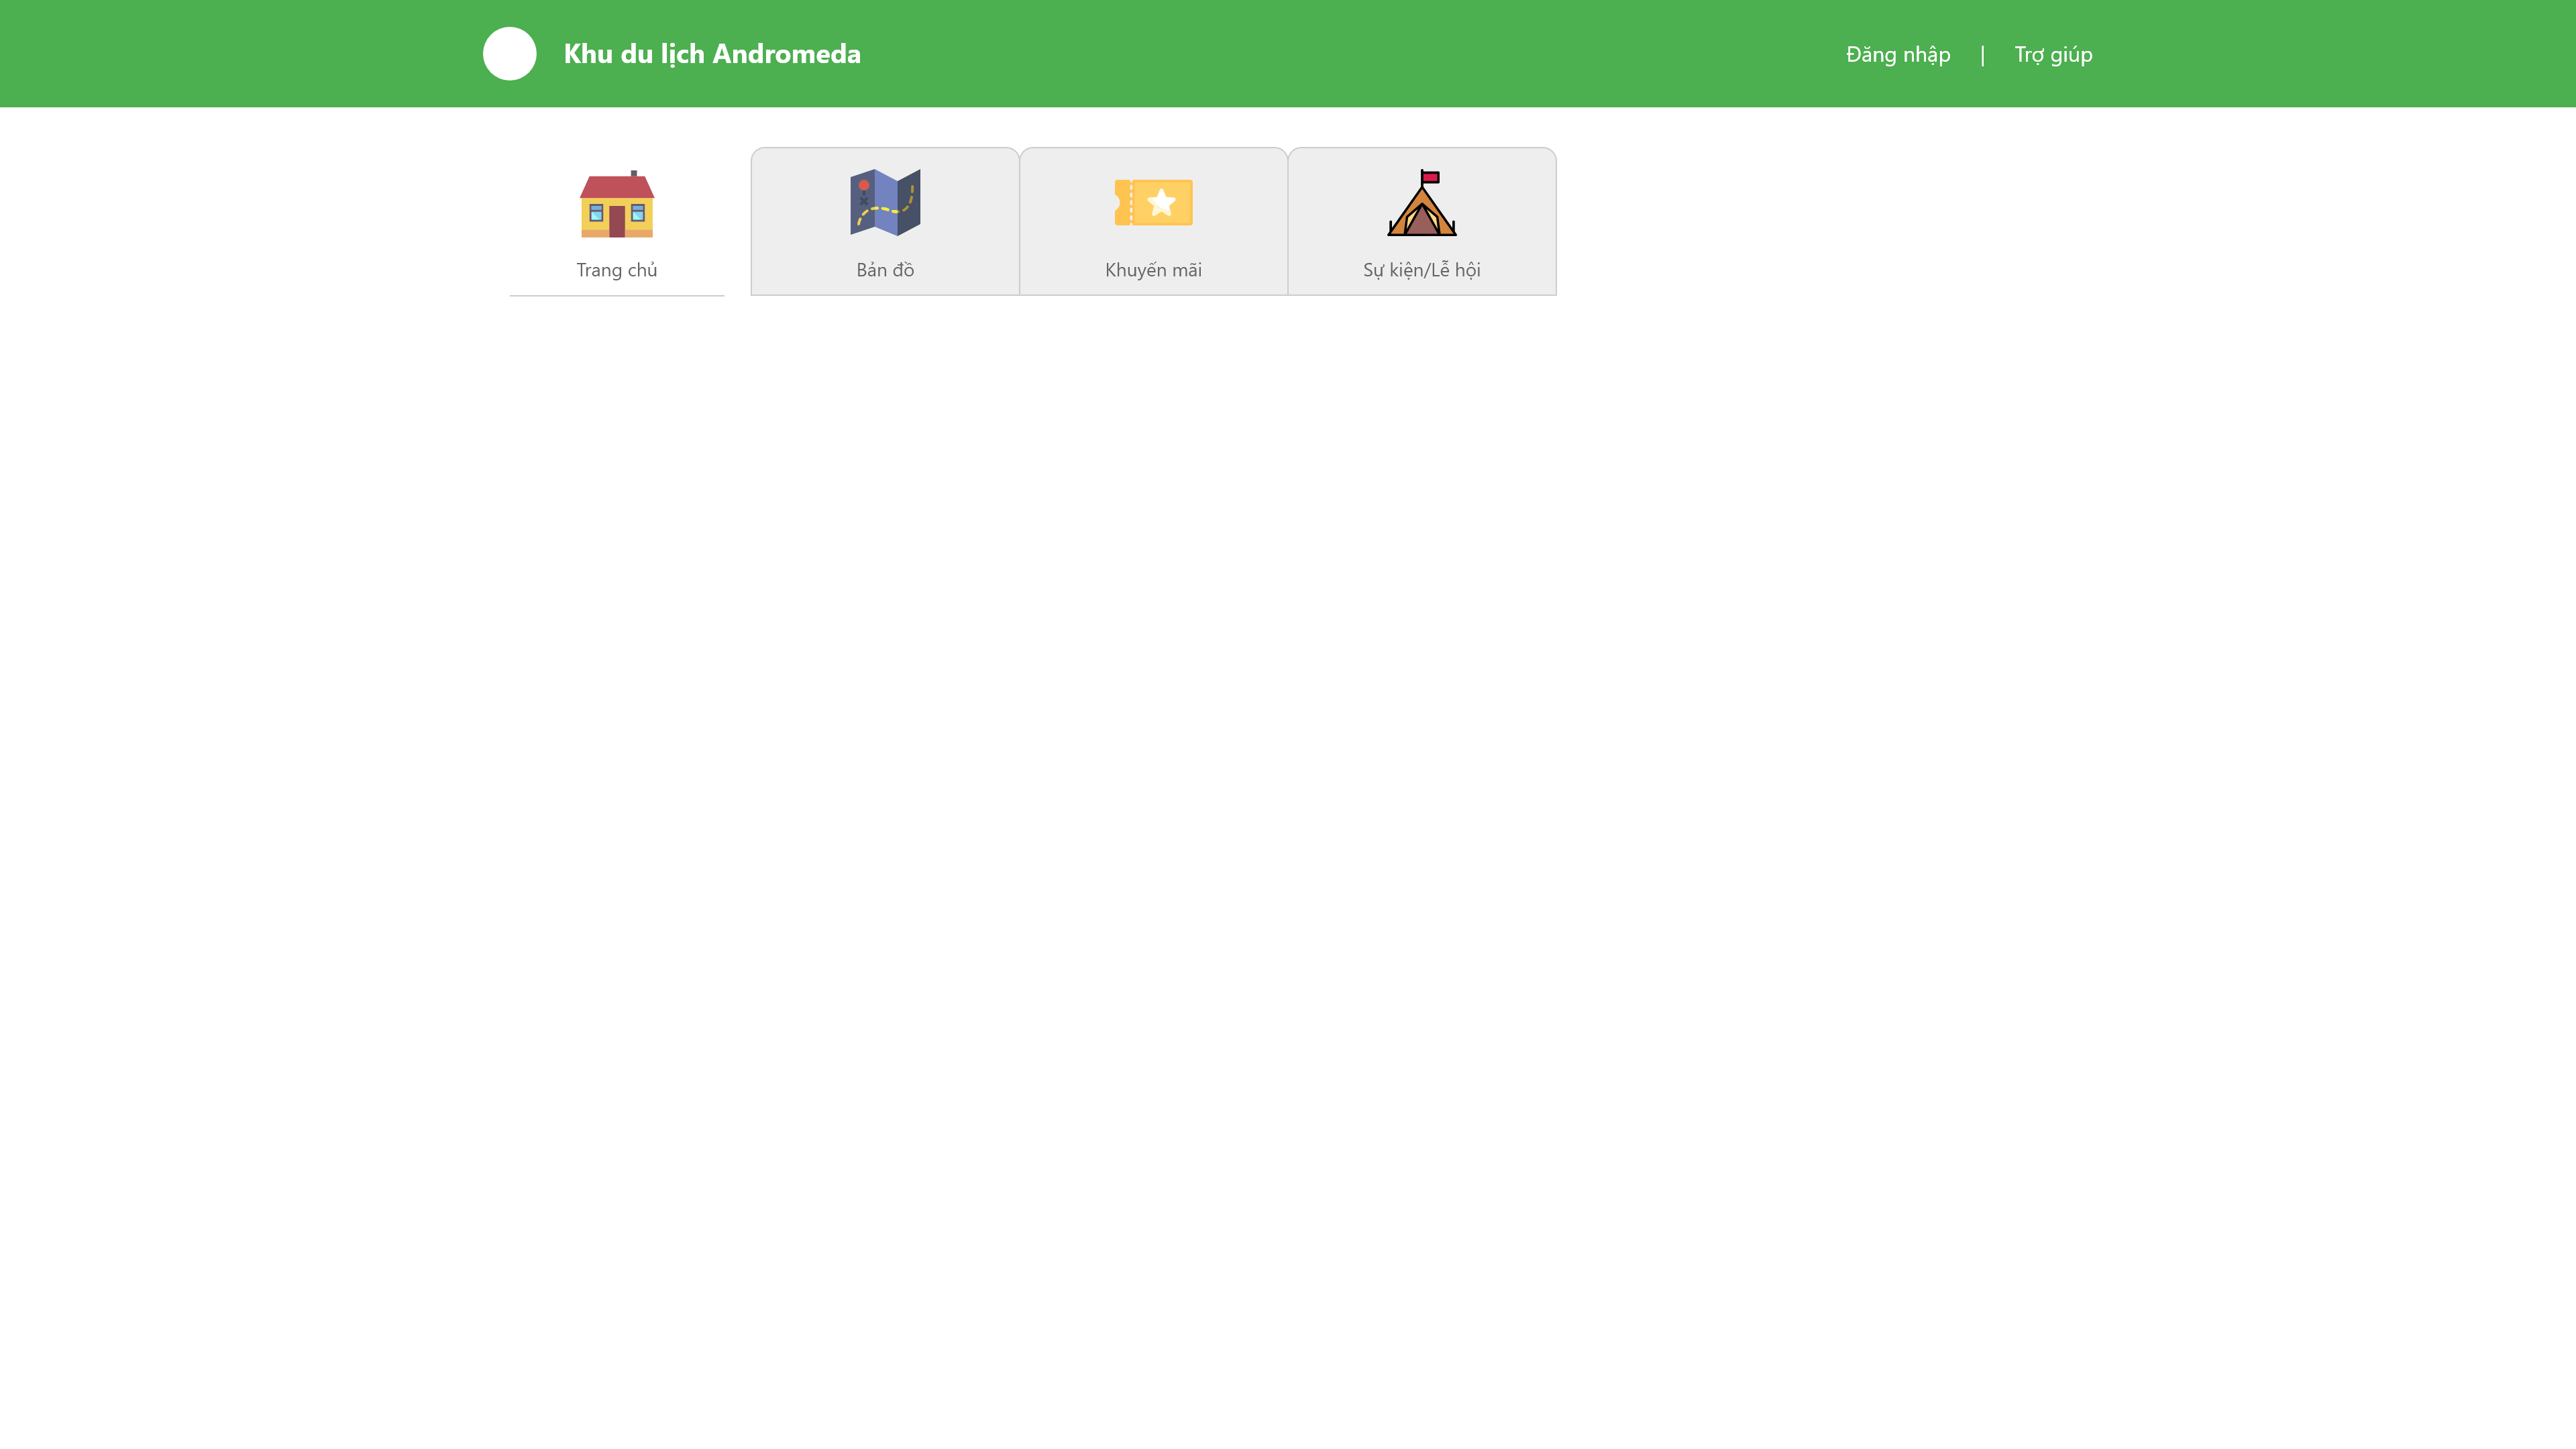 Khu du lịch Andromeda
Đăng nhập | Trợ giúp
Trang chủ
Bản đồ
Khuyến mãi
Sự kiện/Lễ hội